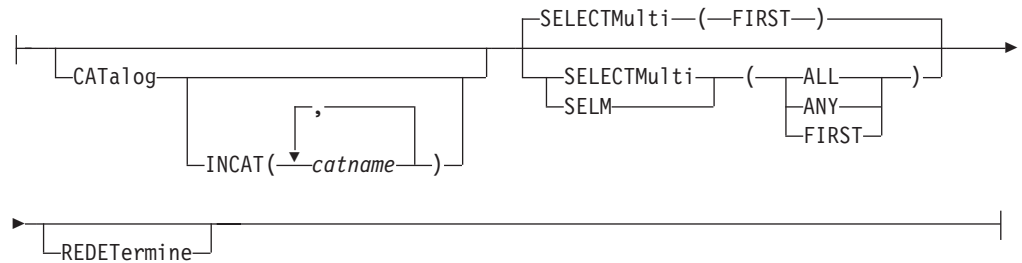 SELECTMulti ( FIRST )
CATalog SELECTMulti ( ALL )
, SELM ANY
FIRST
INCAT( catname )
REDETermine